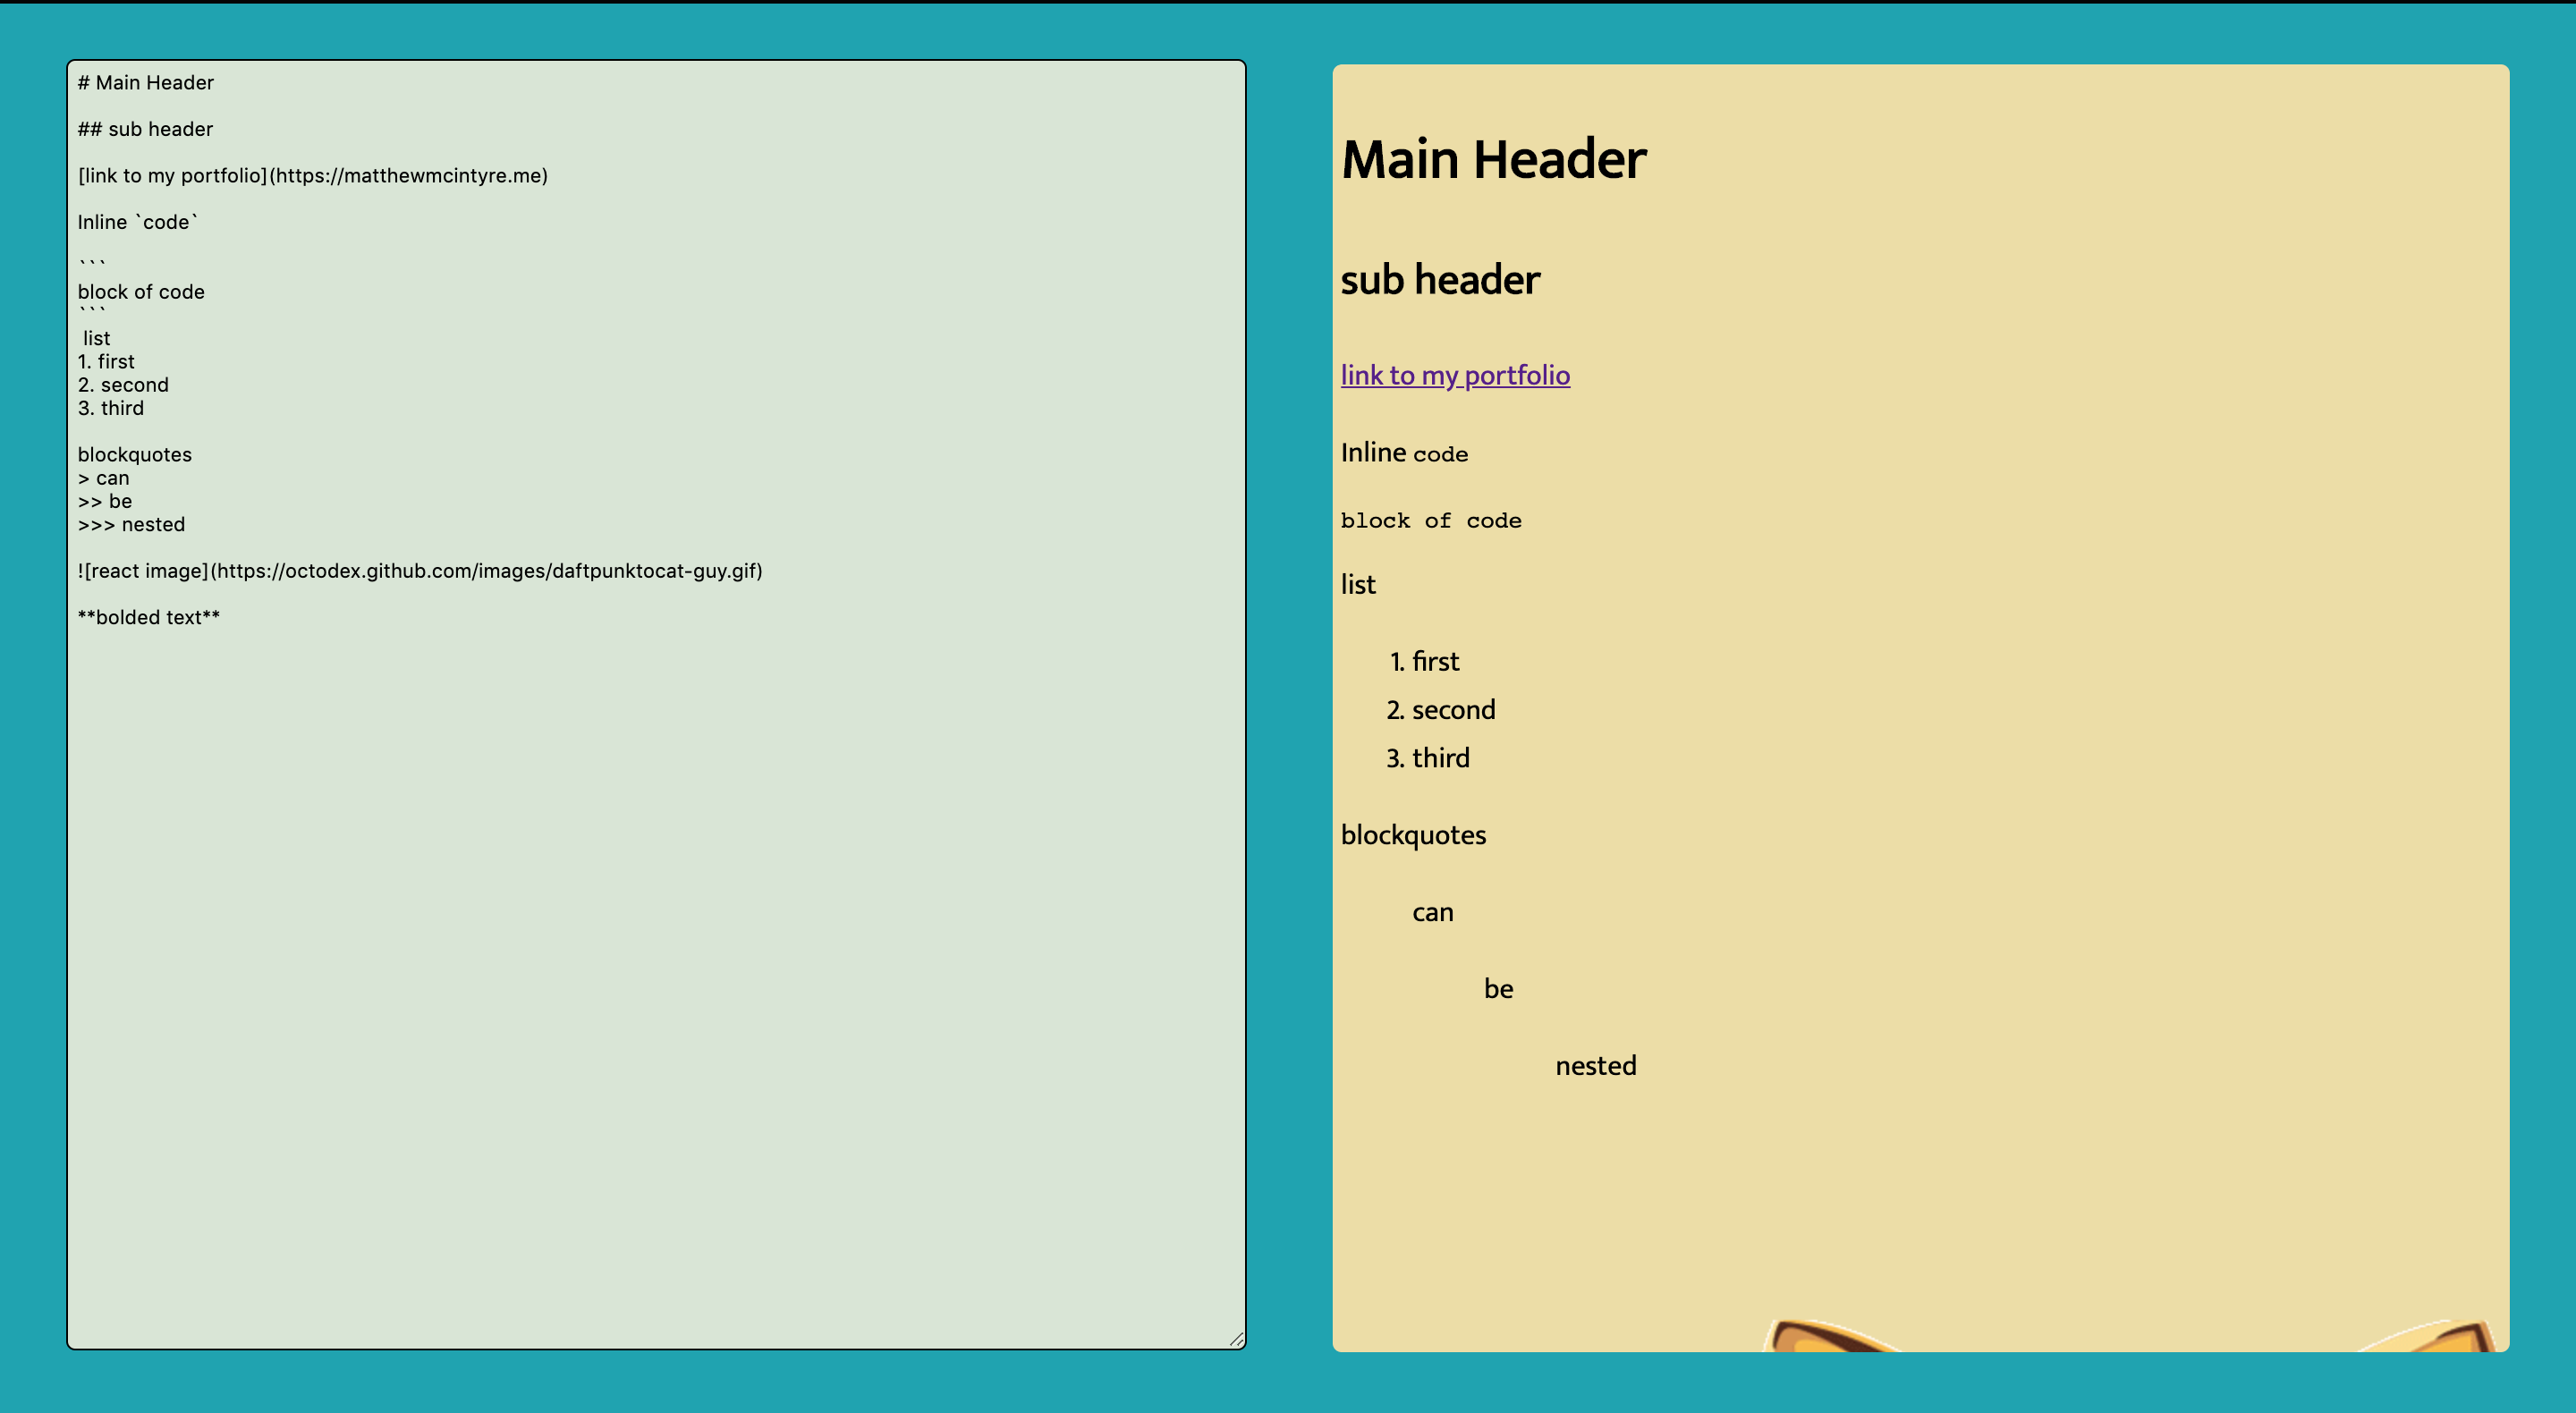 # Main Header
## sub header
[link to my portfolio](https://matthewmcintyre.me)
Inline `code`
```
block of code
```
list
1. first
2. second
3. third
blockquotes
> can
>> be
>>> nested
![react image](https://octodex.github.com/images/daftpunktocat-guy.gif)
**bolded text**
Main Header
sub header
link to my portfolio
Inline code
block of code
list
1. first
2. second
3. third
blockquotes
can
be
nested